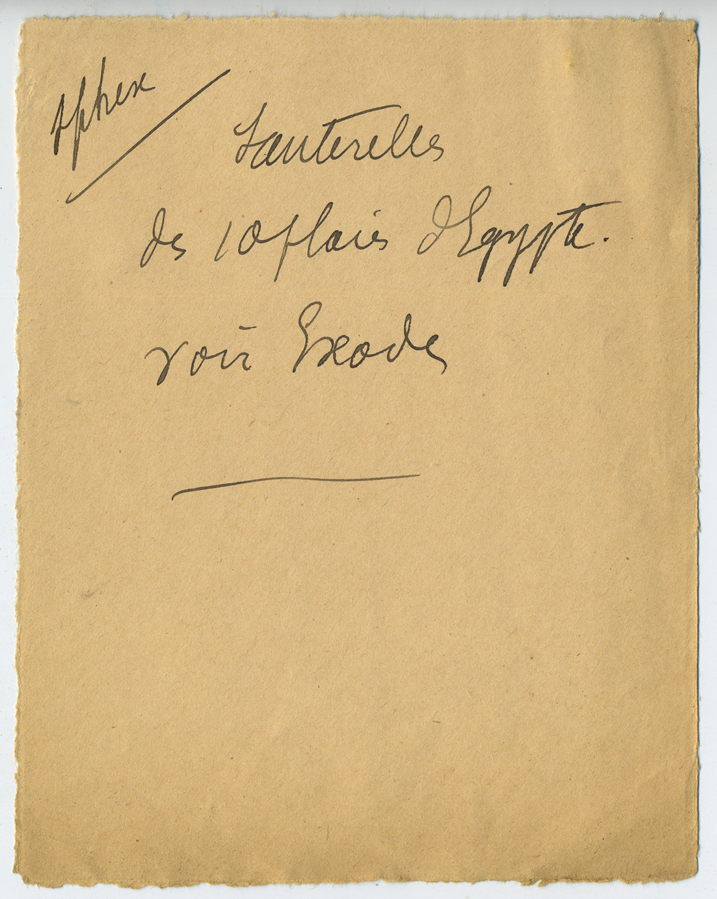 sphex
Sauterelles
des 10 plaies d'Egypte.
voir Exode